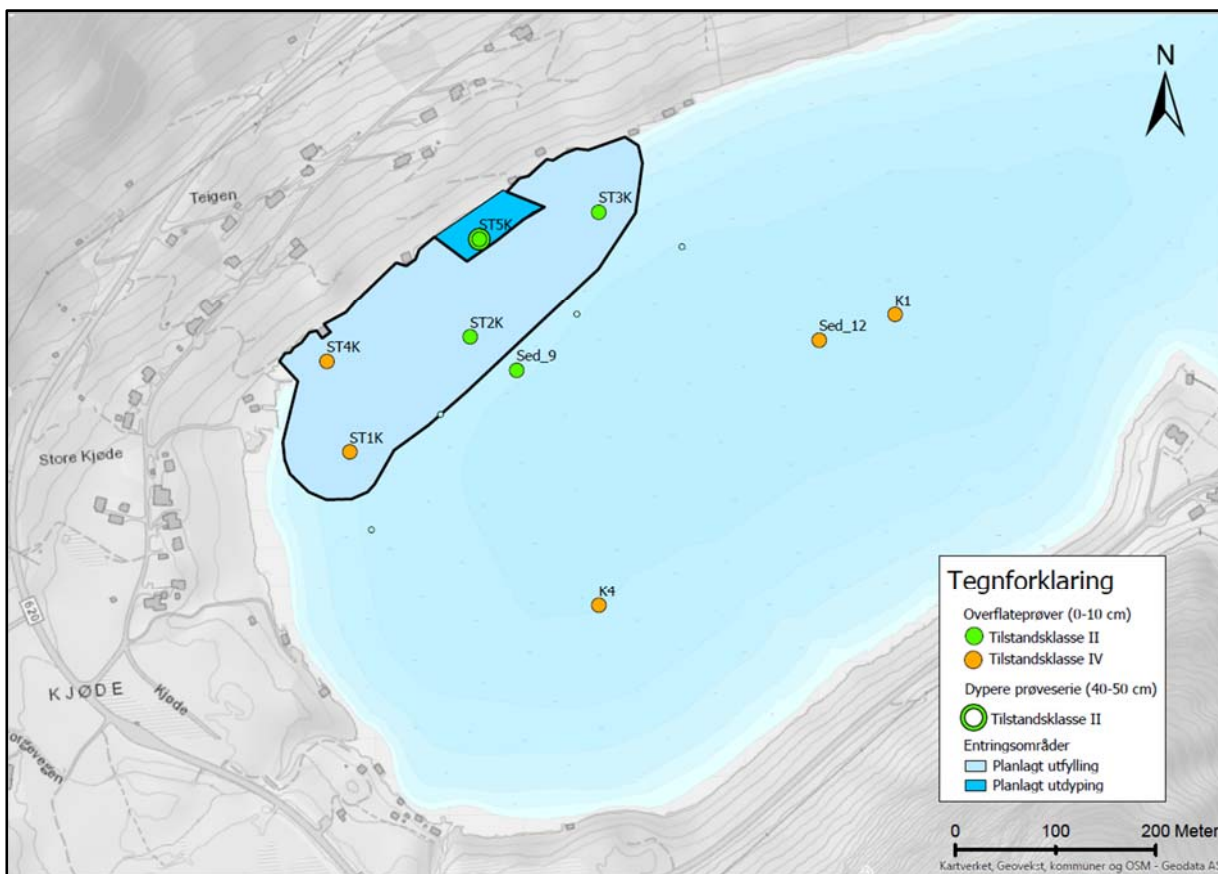 N
Teigen
ST3K
ST5K
K1
ST2K
Sed_12
ST4K
Sed_9
ST1K
Store Kjøde
K4
620
KJØDE
Kjøde
Tegnforklaring
Overflateprøver (0-10 cm)
Tilstandsklasse II
Tilstandsklasse IV
Dypere prøveserie (40-50 cm)
Tilstandsklasse II
Entringsområder
Planlagt utfylling
Planlagt utdyping
0 100 200 Meter
Kartverket, Geovekst, kommuner og OSM - Geodata AS